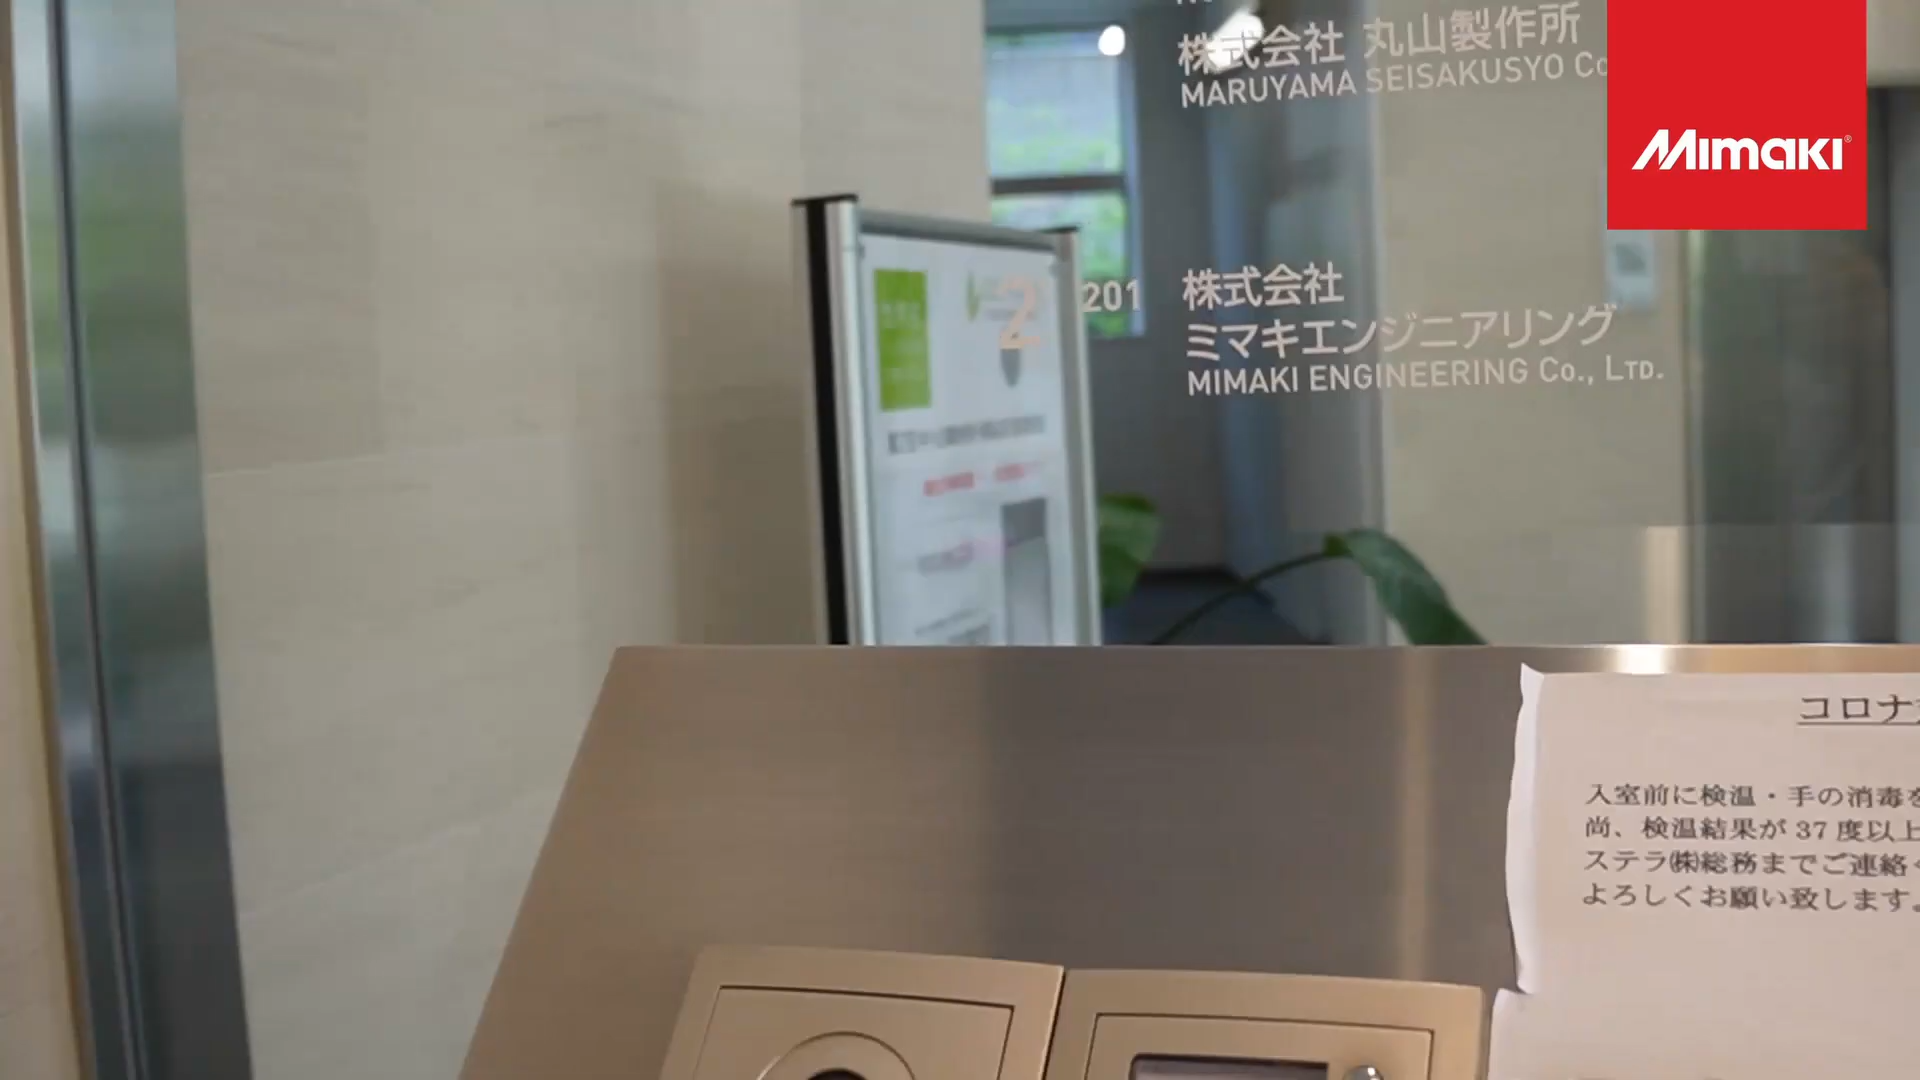 株式会社 丸山製作所
MARUYAMA SEISAKUSYO Co
Mimaki
2
201
株式会社
ミマキエンジニアリング
MIMAKI ENGINEERING Co., LTD.
コロナ
入室前に検温・手の消毒を
尚、検温結果が 37 度以上
ステラ㈱総務までご連絡
よろしくお願い致します。